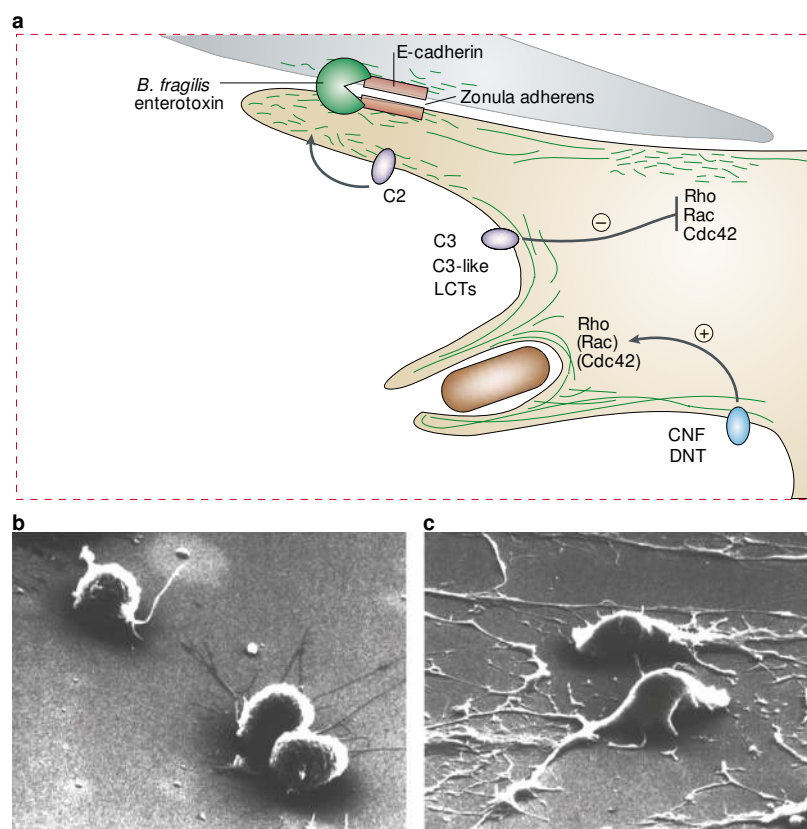 a
E-cadherin
B. fragilis
enterotoxin
Zonula adherens
C2
Rho
Rac
Cdc42
−
C3
C3-like
LCTs
Rho
(Rac)
(Cdc42)
+
CNF
DNT
b
c